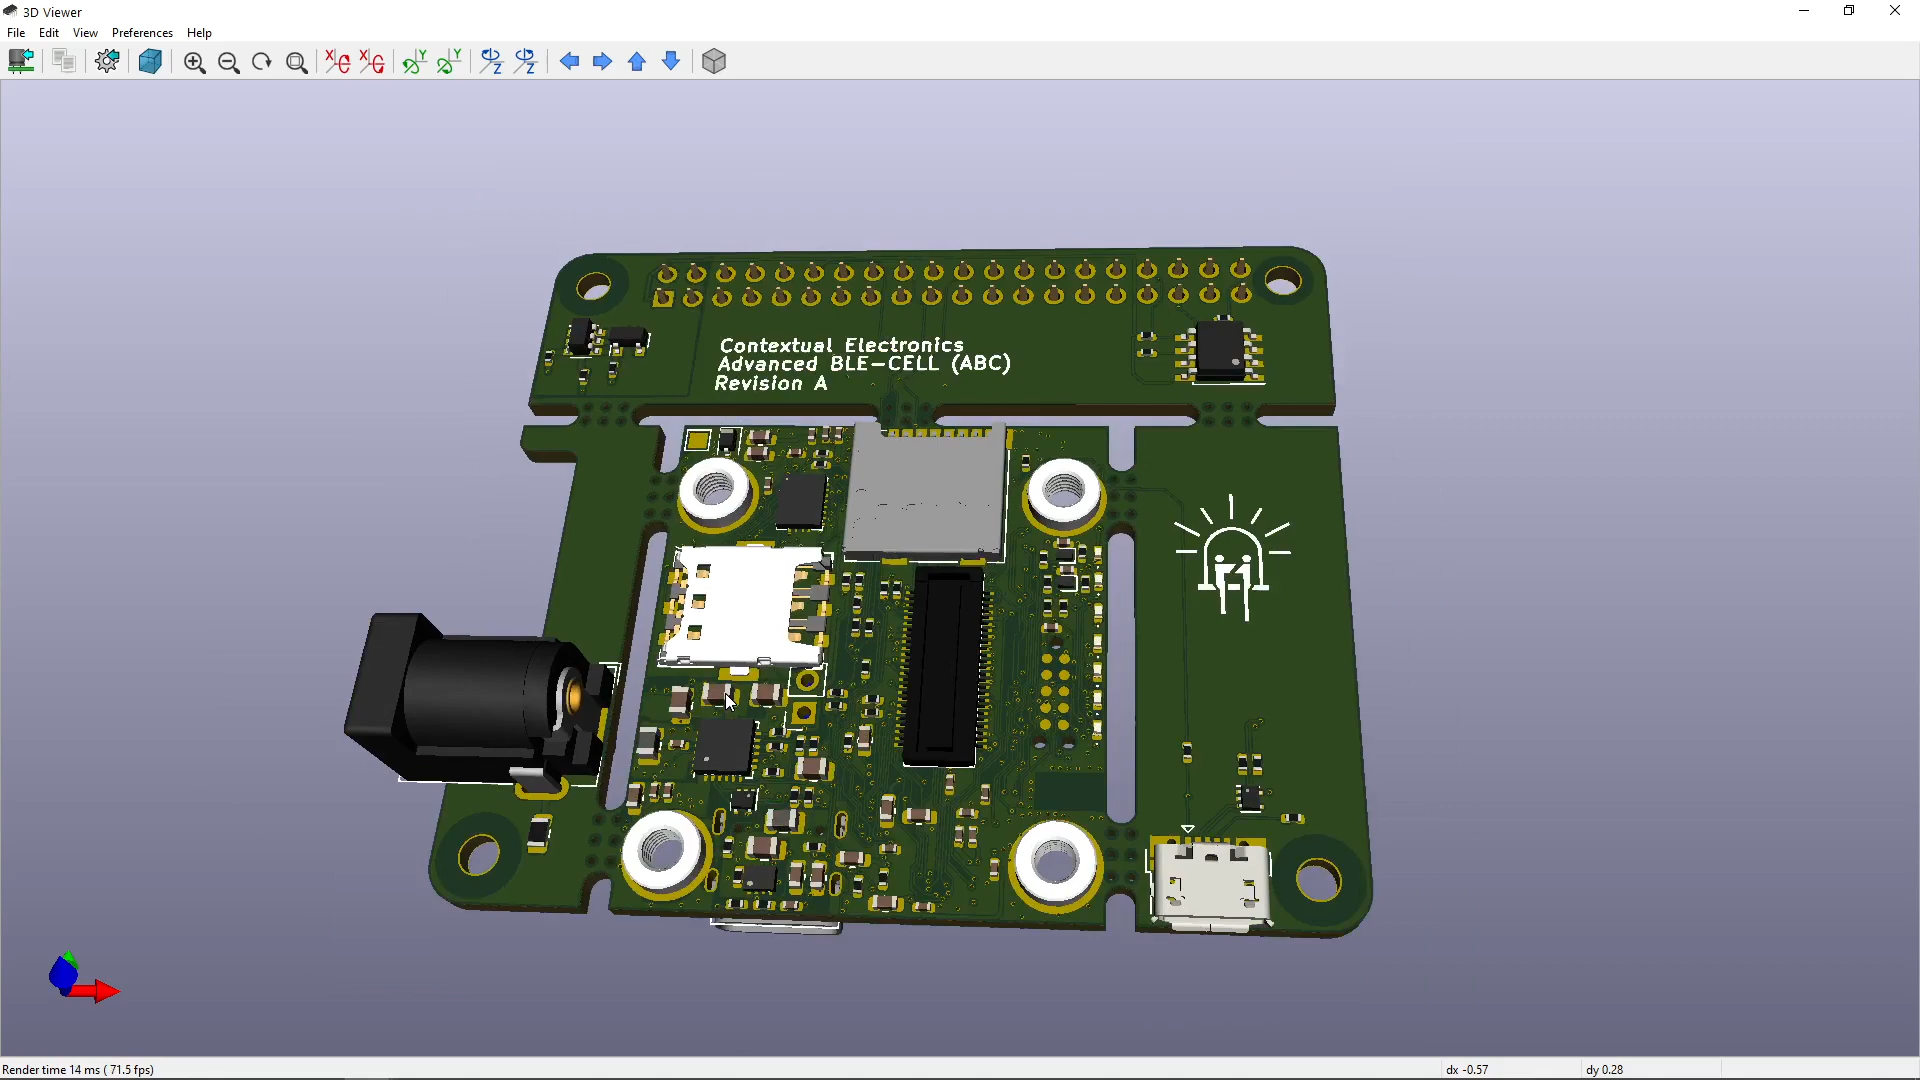 3D Viewer
File Edit View Preferences Help
X X Y Y Z Z
Contextual Electronics
Advanced BLE-CELL (ABC)
Revision A
Render time 14 ms ( 71.5 fps)
dx -0.57
dy 0.28